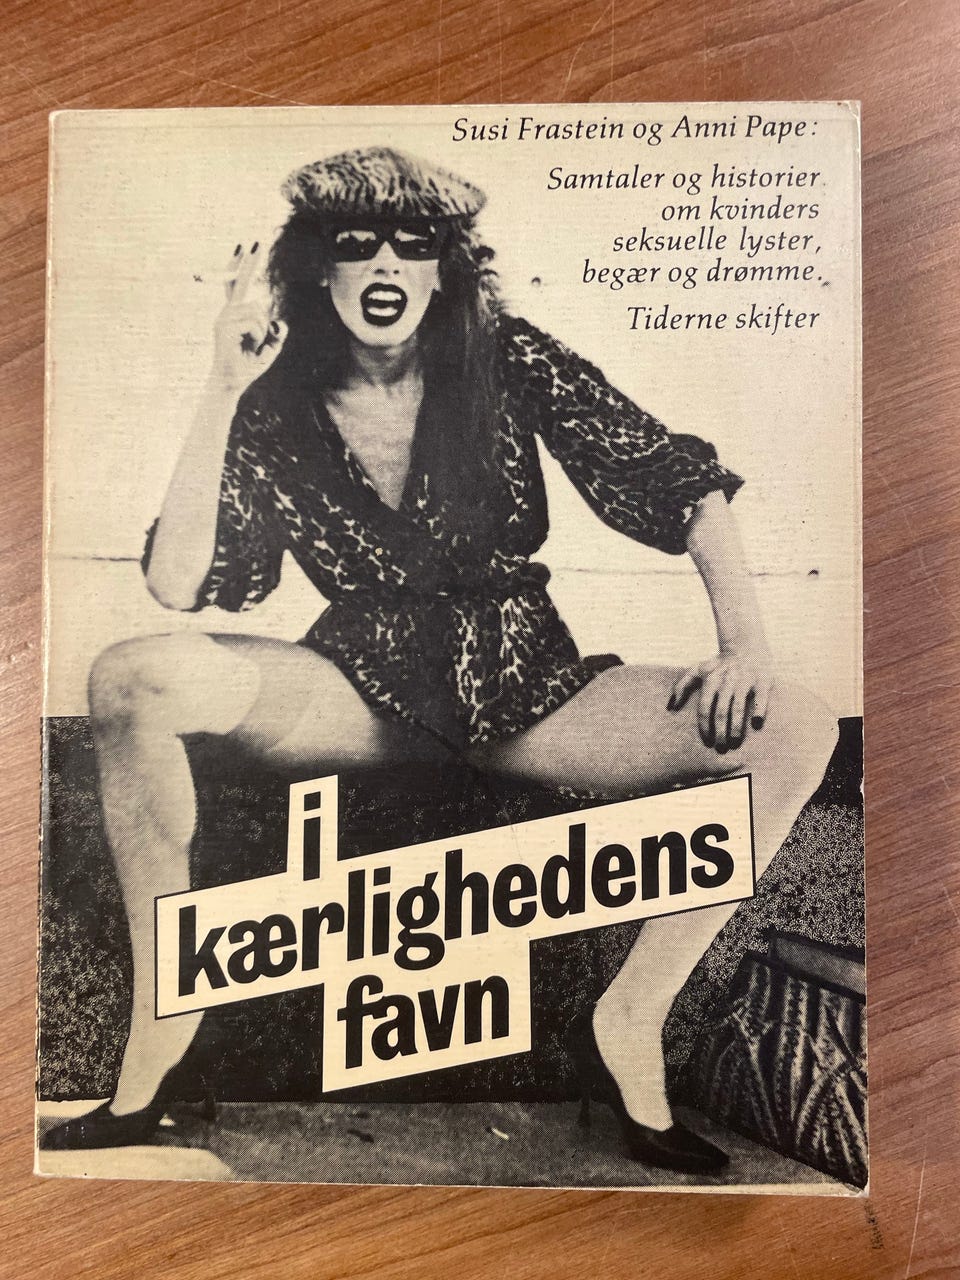 Susi Frastein og Anni Pape:
Samtaler og historier
om kvinders
seksuelle lyster,
begær og drømme.
Tiderne skifter
i
kærlighedens
favn